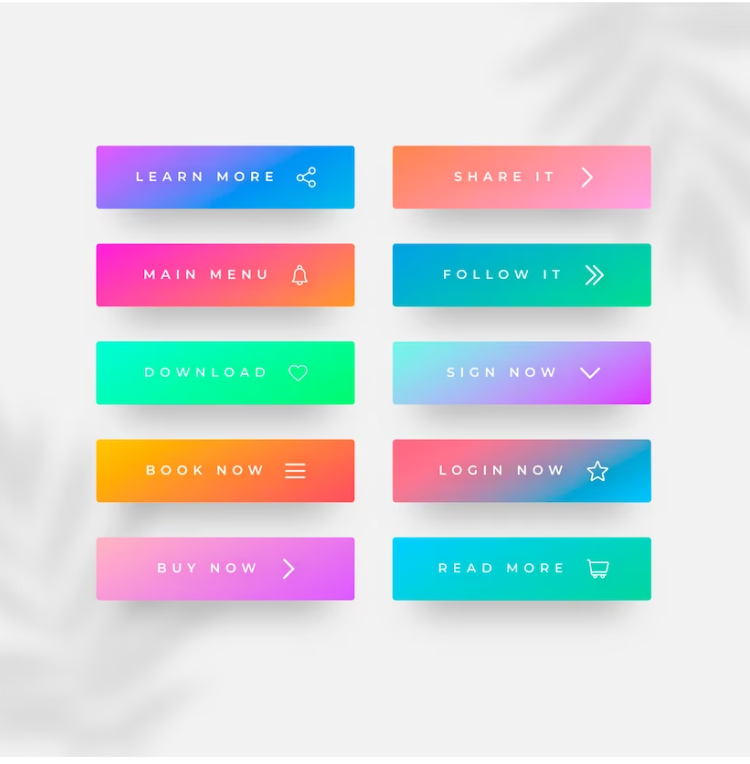 LEARN MORE
SHARE IT
MAIN MENU
FOLLOW IT
DOWNLOAD
SIGN NOW
BOOK NOW
LOGIN NOW
BUY NOW
READ MORE